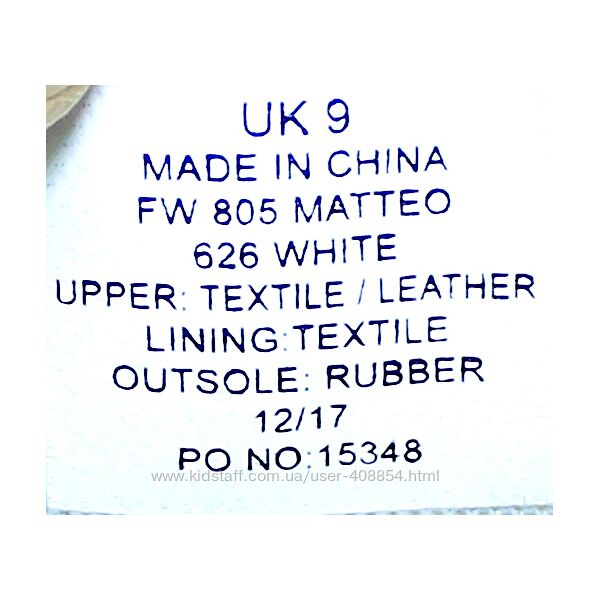 UK 9
MADE IN CHINA
FW 805 MATTEO
626 WHITE
UPPER: TEXTILE / LEATHER
LINING:TEXTILE
OUTSOLE: RUBBER
12/17
PO NO:15348
www.kidstaff.com.ua/user-408854.html